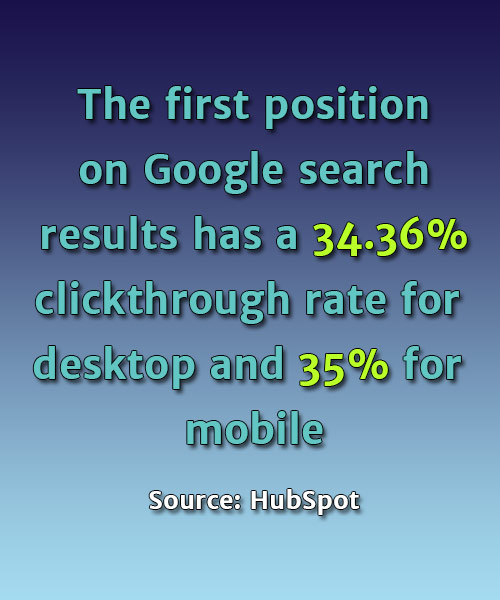 The first position
on Google search
results has a 34.36%
clickthrough rate for
desktop and 35% for
mobile
Source: HubSpot